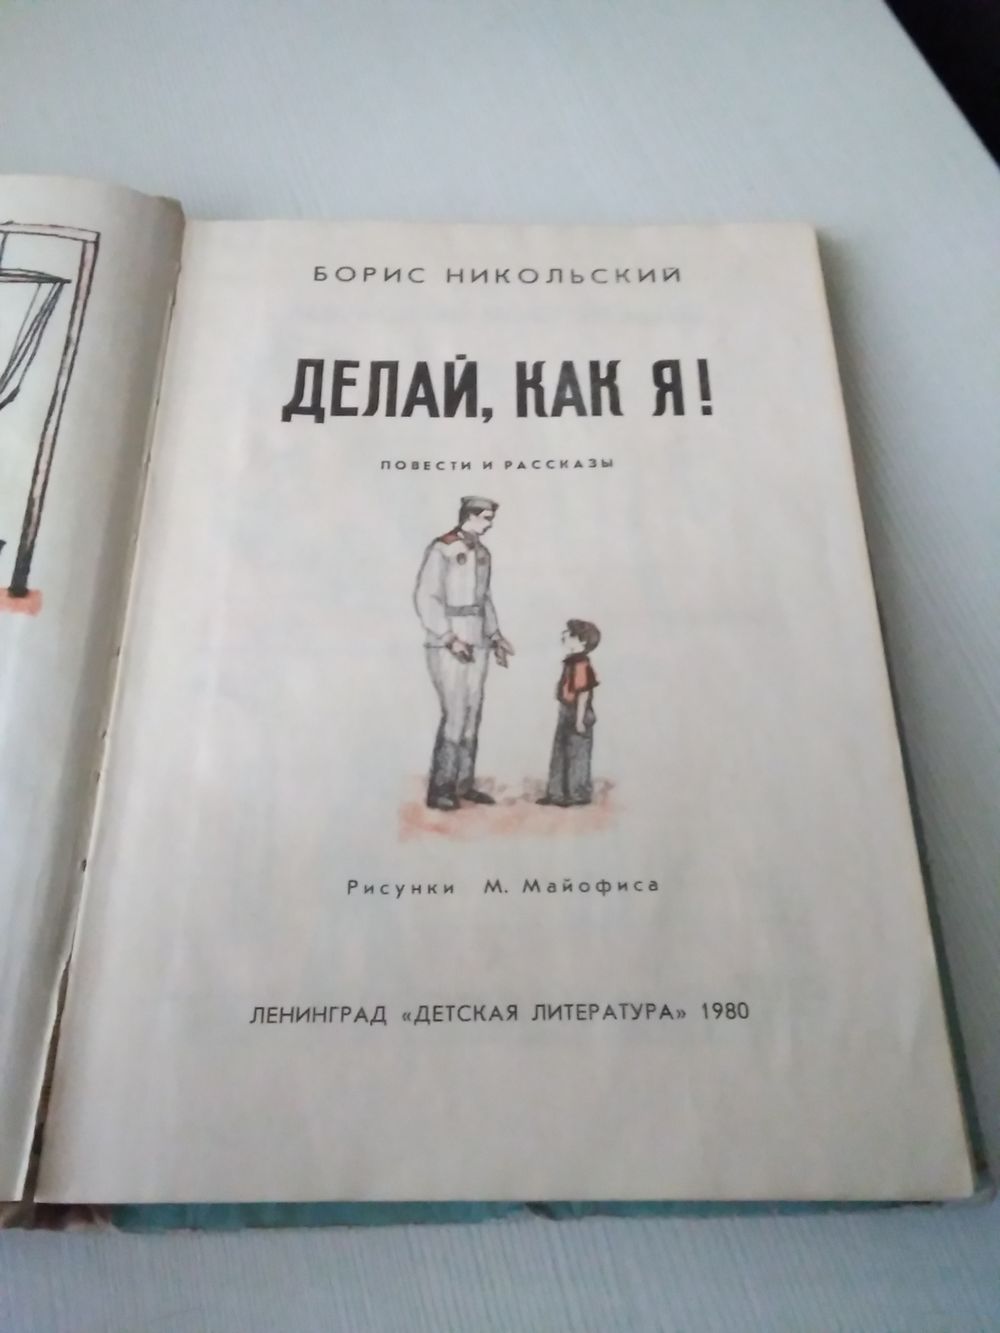 БОРИС НИКОЛЬСКИЙ
ДЕЛАЙ, КАК Я!
ПОВЕСТИ И РАССКАЗЫ
Рисунки М. Майофиса
ЛЕНИНГРАД «ДЕТСКАЯ ЛИТЕРАТУРА» 1980